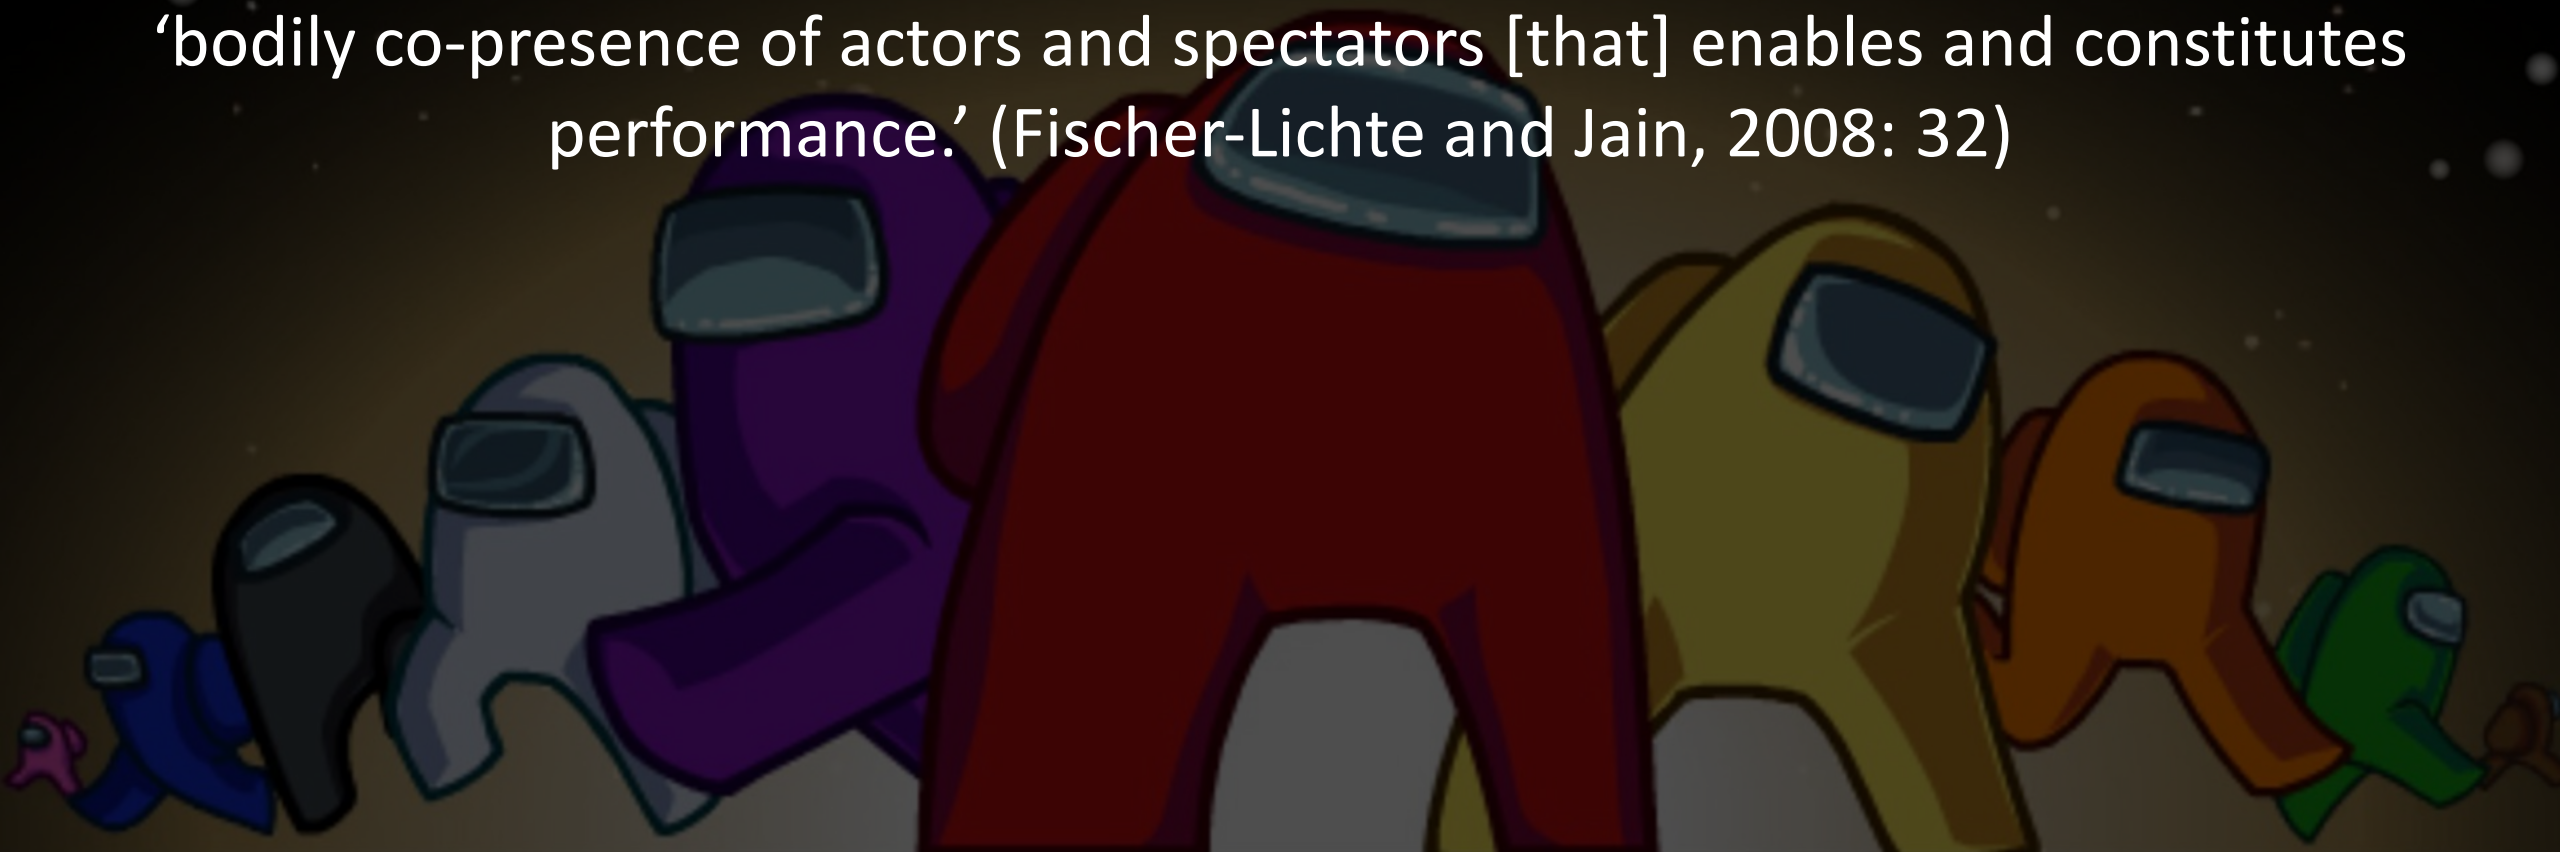 ‘bodily co-presence of actors and spectators [that] enables and constitutes
performance.’ (Fischer-Lichte and Jain, 2008: 32)